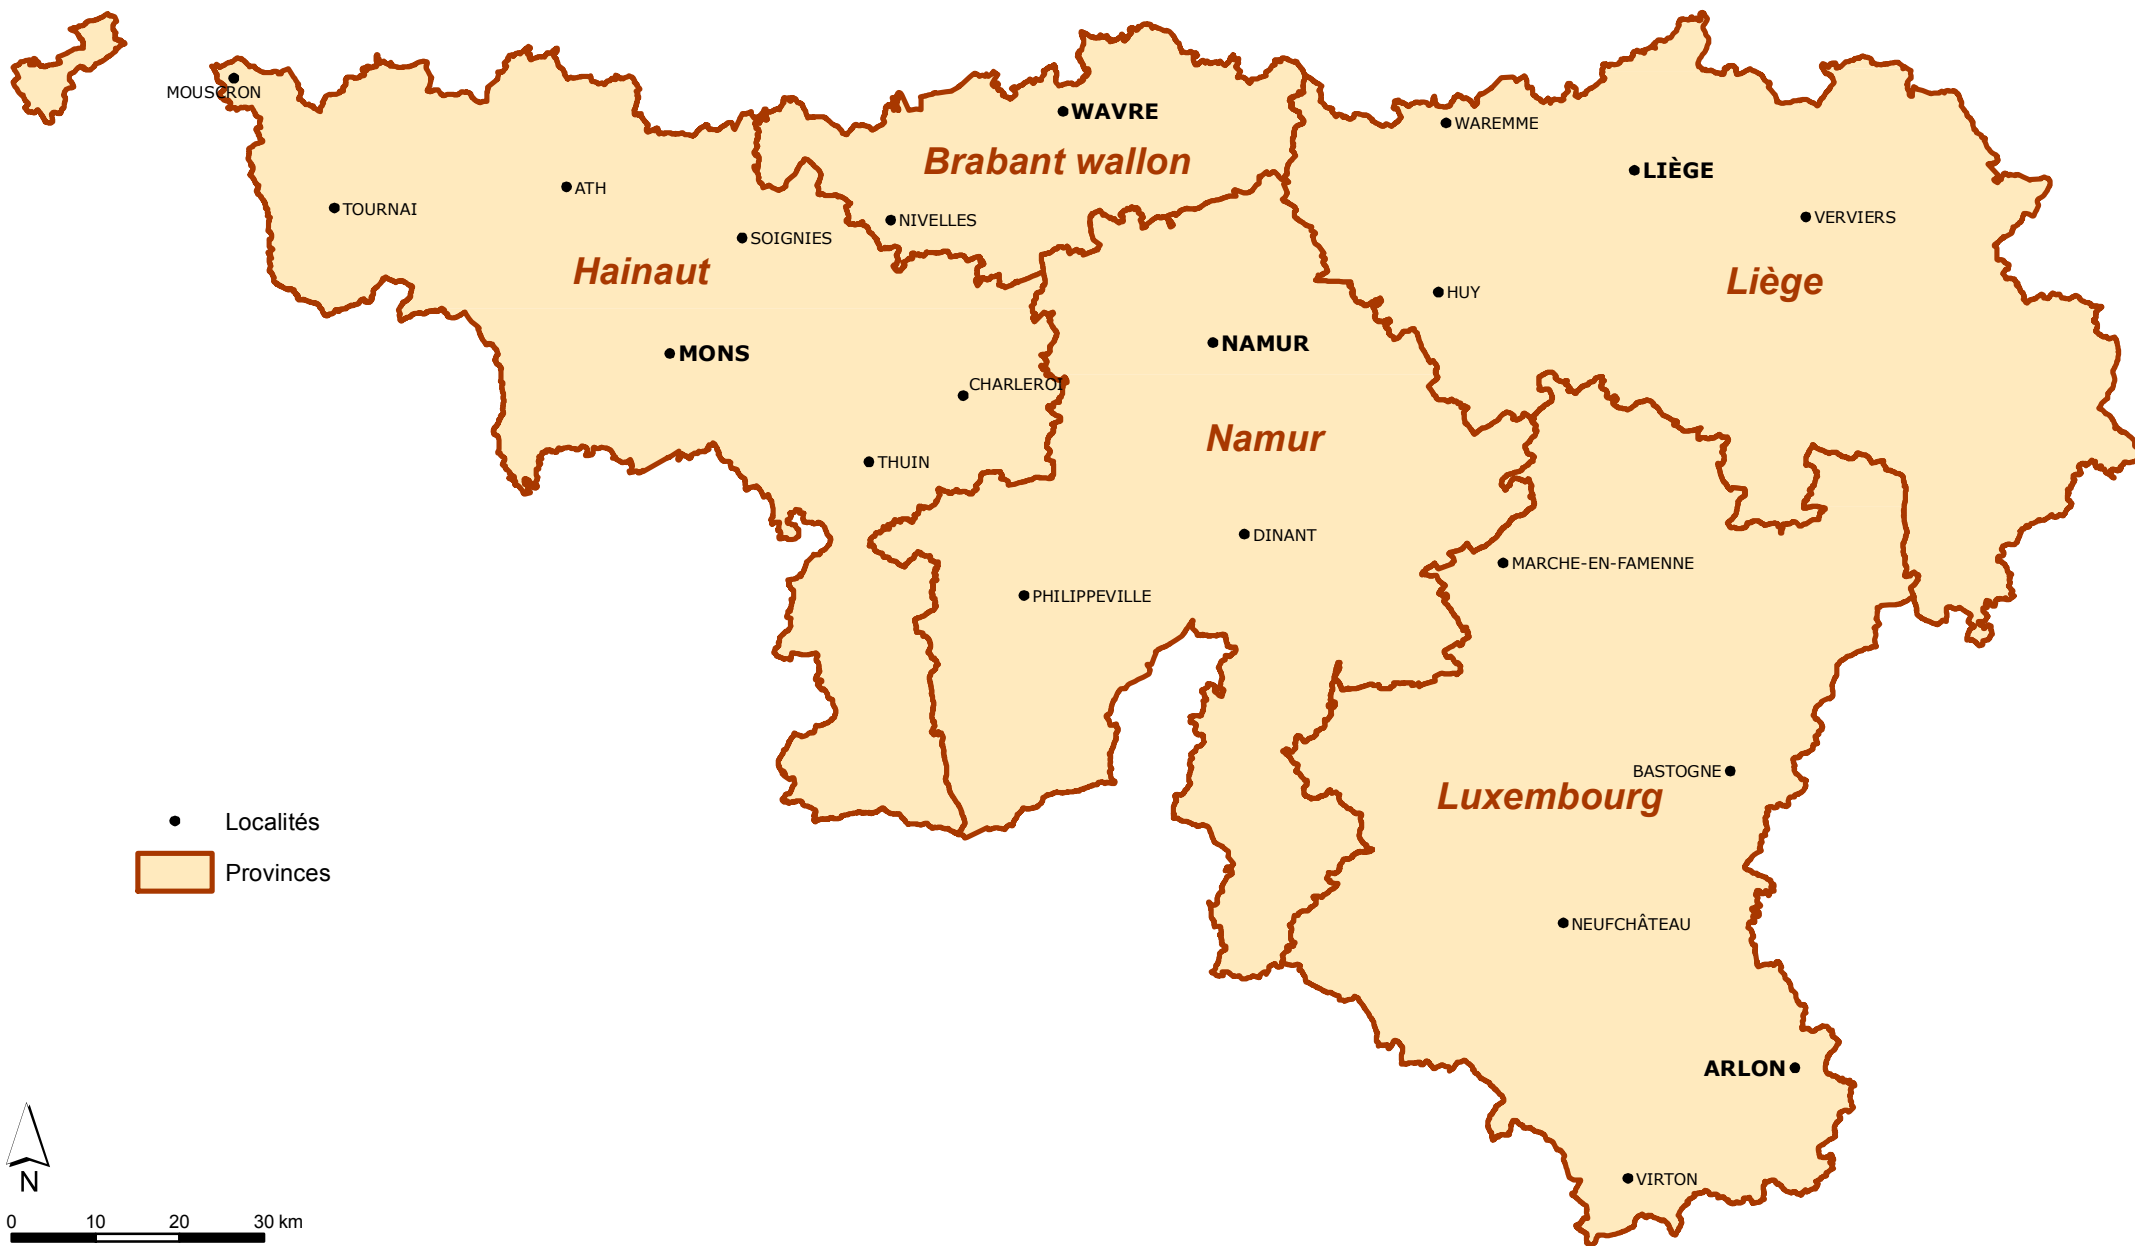 MOUSCRON
WAVRE
WAREMME
Brabant wallon
LIÈGE
ATH
TOURNAI
NIVELLES
VERVIERS
SOIGNIES
Hainaut
Liège
HUY
MONS
NAMUR
CHARLEROI
Namur
THUIN
DINANT
MARCHE-EN-FAMENNE
PHILIPPEVILLE
BASTOGNE
Luxembourg
Localités
Provinces
NEUFCHÂTEAU
ARLON
VIRTON
N
0 10 20 30 km